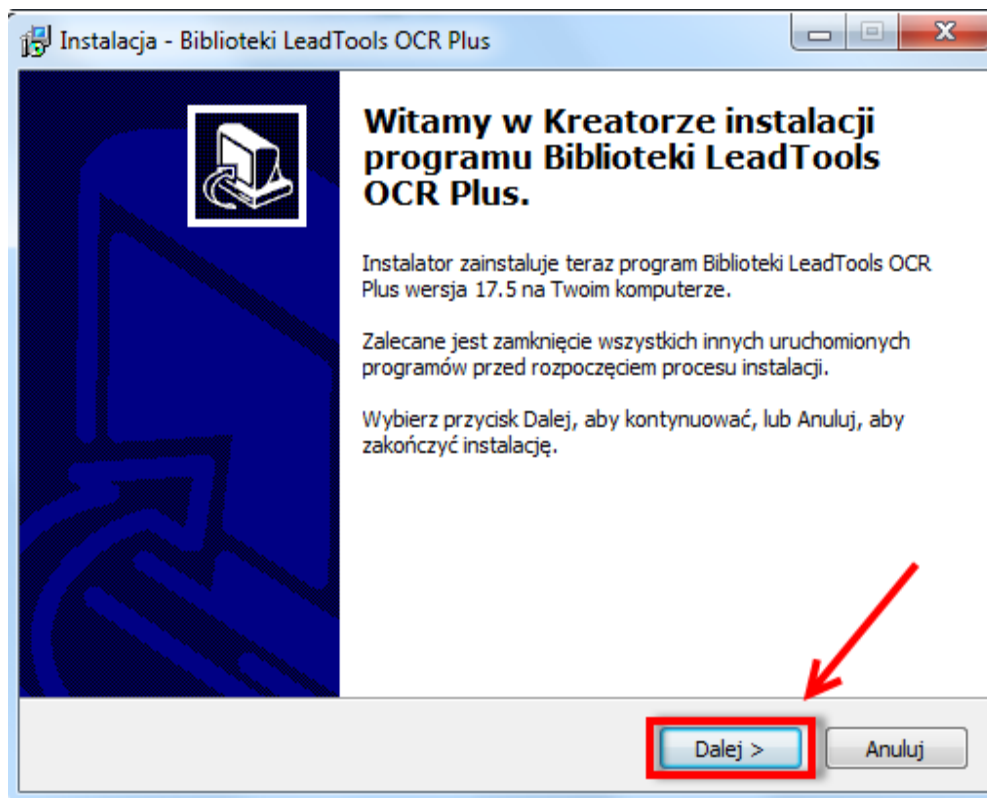 Instalacja - Biblioteki LeadTools OCR Plus
Witamy w Kreatorze instalacji
programu Biblioteki LeadTools
OCR Plus.
Instalator zainstaluje teraz program Biblioteki LeadTools OCR
Plus wersja 17.5 na Twoim komputerze.
Zalecane jest zamknięcie wszystkich innych uruchomionych
programów przed rozpoczęciem procesu instalacji.
Wybierz przycisk Dalej, aby kontynuować, lub Anuluj, aby
zakończyć instalację.
Dalej >
Anuluj